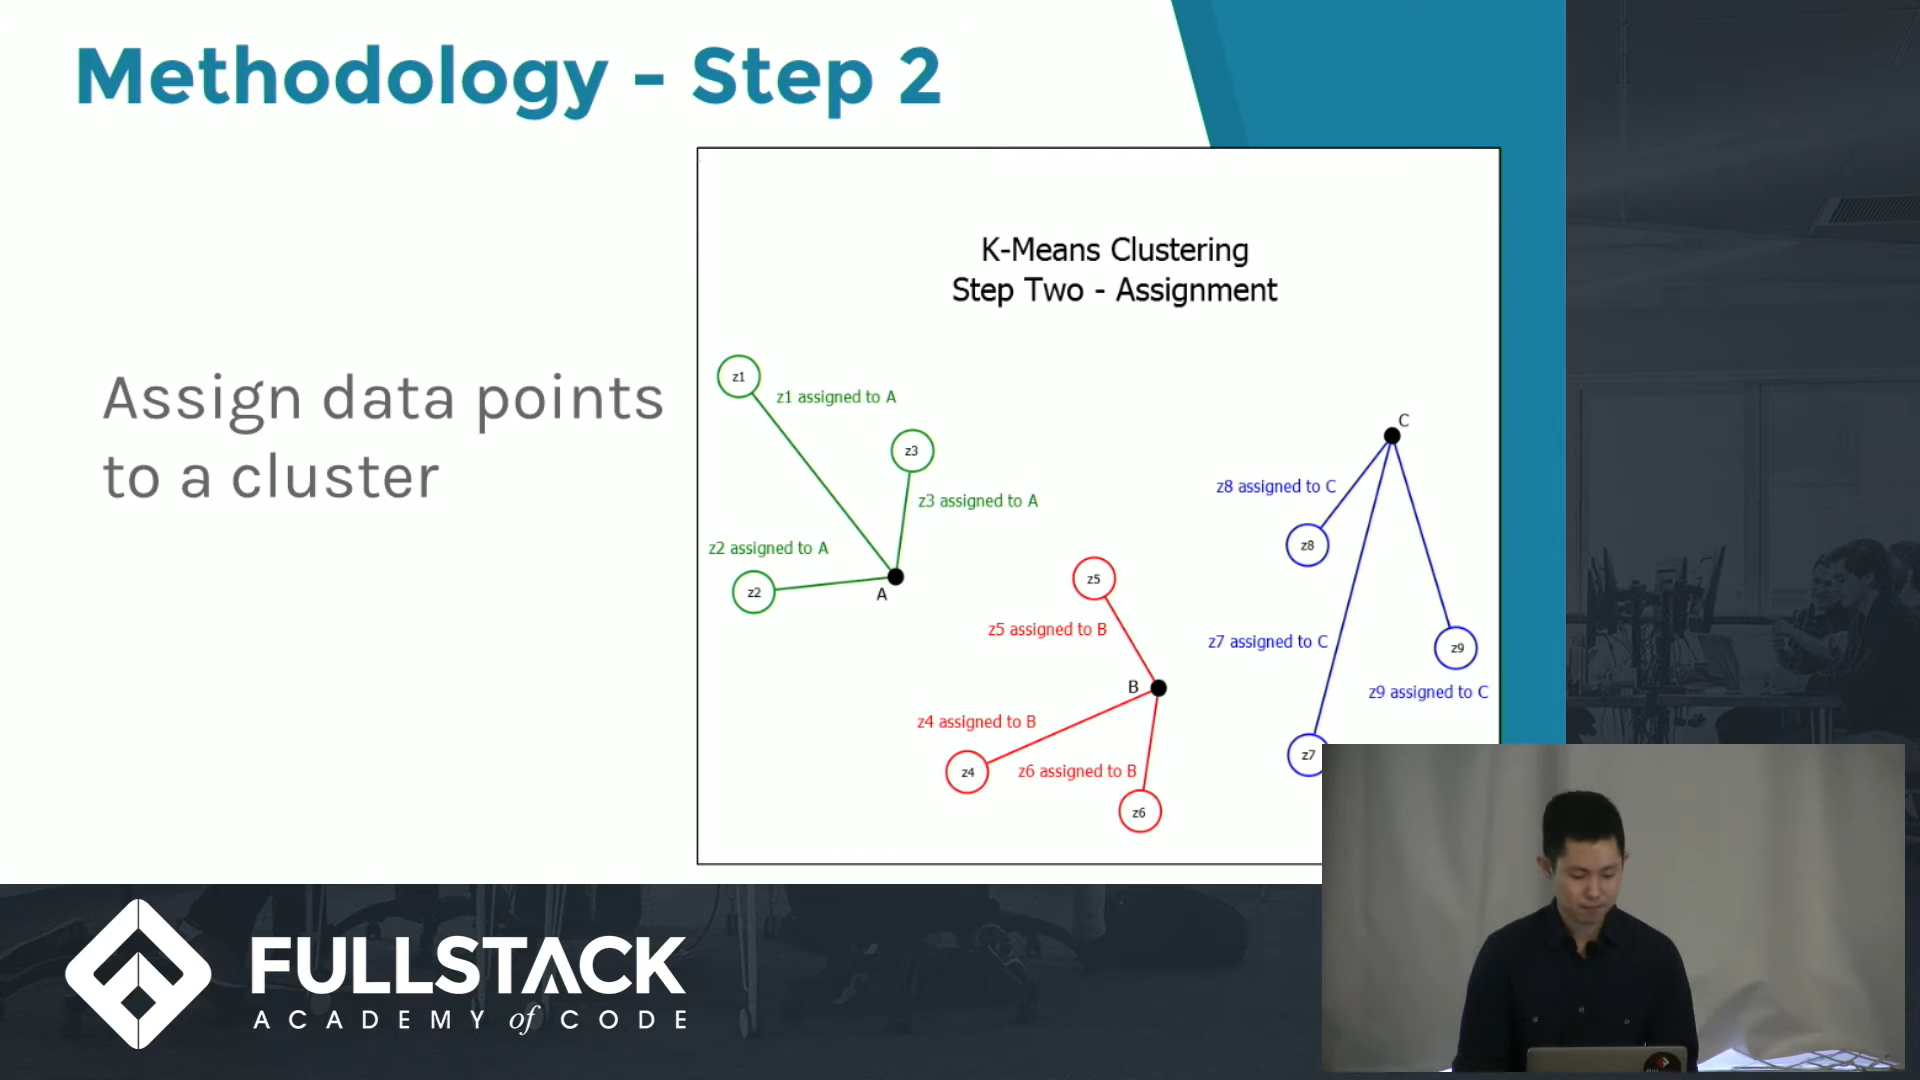 Methodology - Step 2
Assign data points
to a cluster
K-Means Clustering
Step Two - Assignment
z1
z1 assigned to A
z3
z3 assigned to A
z2 assigned to A
z2
A
C
z8 assigned to C
z8
z7 assigned to C
z9
z9 assigned to C
z7
z5
z5 assigned to B
B
z4 assigned to B
z4
z6 assigned to B
z6
FULLSTACK
ACADEMY of CODE